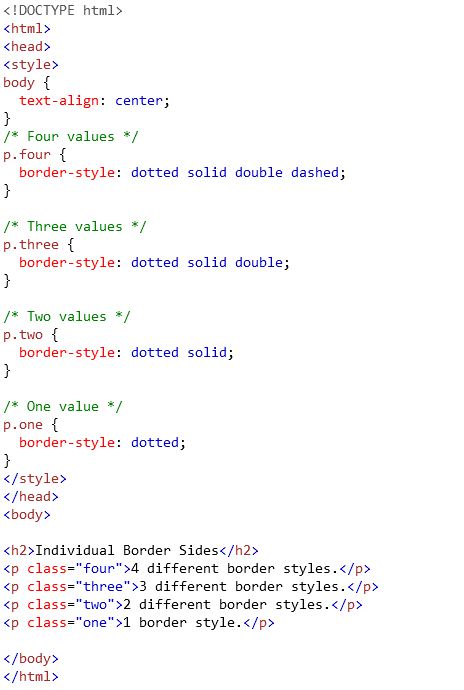 <!DOCTYPE html>
<html>
<head>
<style>
body {
  text-align: center;
}
/* Four values */
p.four {
  border-style: dotted solid double dashed;
}

/* Three values */
p.three {
  border-style: dotted solid double;
}

/* Two values */
p.two {
  border-style: dotted solid;
}

/* One value */
p.one {
  border-style: dotted;
}
</style>
</head>
<body>

<h2>Individual Border Sides</h2>
<p class="four">4 different border styles.</p>
<p class="three">3 different border styles.</p>
<p class="two">2 different border styles.</p>
<p class="one">1 border style.</p>

</body>
</html>